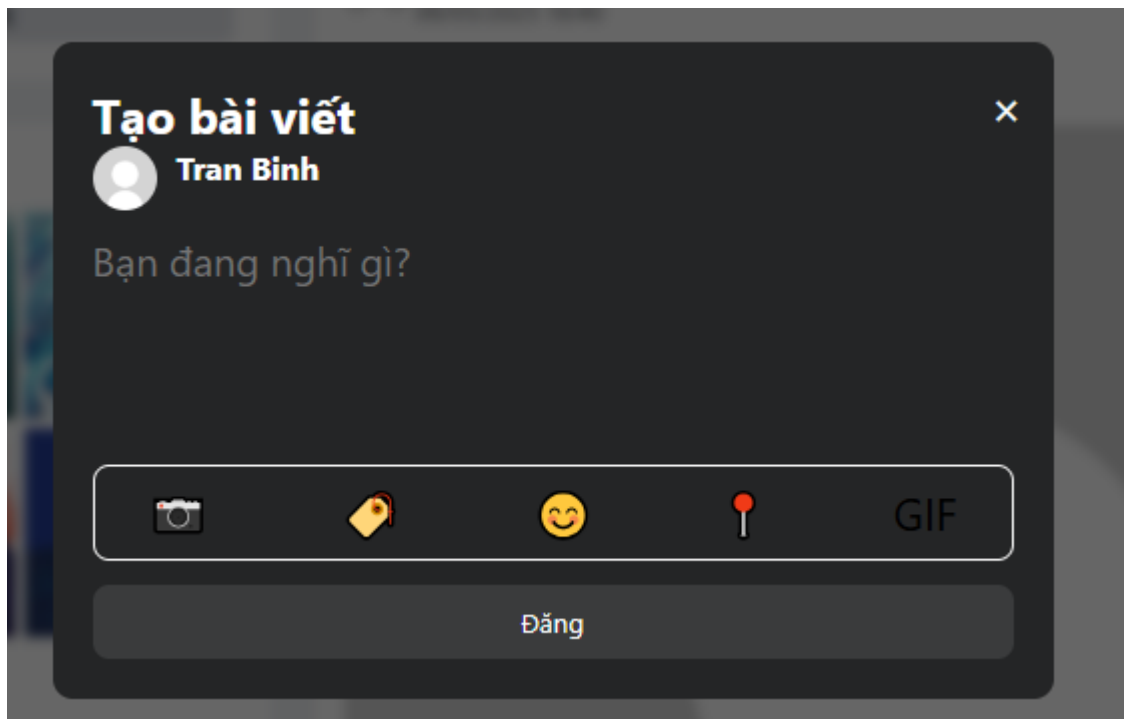 Tạo bài viết
Tran Binh
Bạn đang nghĩ gì?
GIF
Đăng